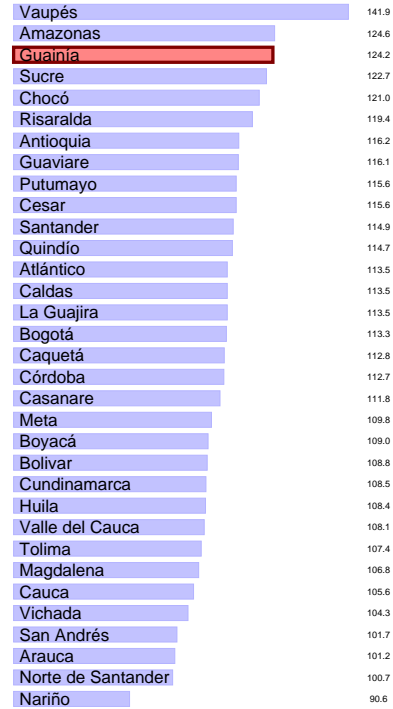 Vaupés 141.9
Amazonas 124.6
Guainía 124.2
Sucre 122.7
Chocó 121.0
Risaralda 119.4
Antioquia 116.2
Guaviare 116.1
Putumayo 115.6
Cesar 115.6
Santander 114.9
Quindío 114.7
Atlántico 113.5
Caldas 113.5
La Guajira 113.5
Bogotá 113.3
Caquetá 112.8
Córdoba 112.7
Casanare 111.8
Meta 109.8
Boyacá 109.0
Bolivar 108.8
Cundinamarca 108.5
Huila 108.4
Valle del Cauca 108.1
Tolima 107.4
Magdalena 106.8
Cauca 105.6
Vichada 104.3
San Andrés 101.7
Arauca 101.2
Norte de Santander 100.7
Nariño 90.6